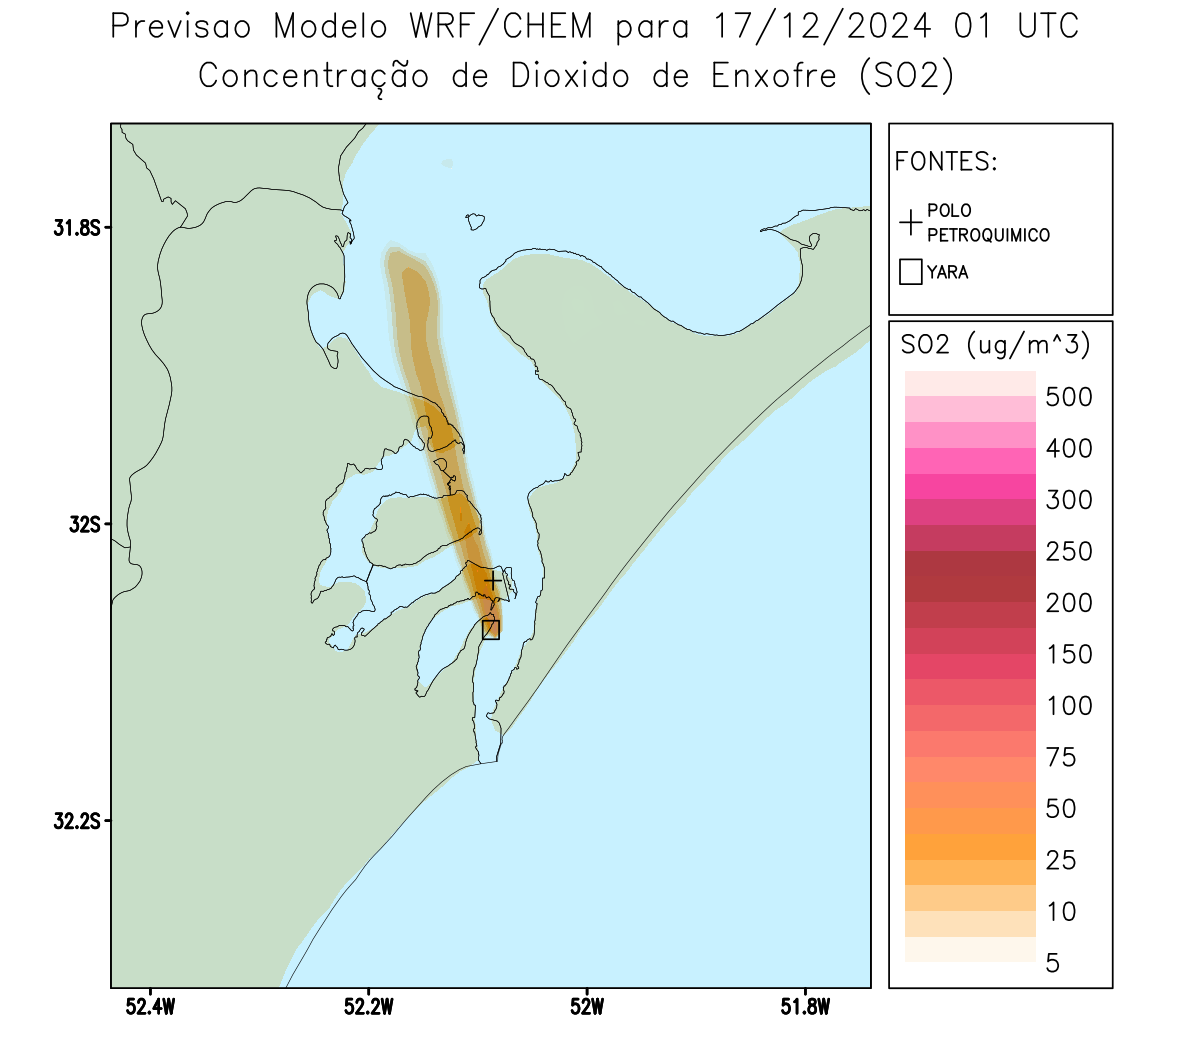 Previsao Modelo WRF/CHEM para 17/12/2024 01 UTC
Concentração de Dioxido de Enxofre (SO2)
FONTES:
POLO
PETROQUIMICO
YARA
SO2 (ug/m^3)
500
400
300
250
200
150
100
75
50
25
10
5
31.8S
32S
32.2S
52.4W
52.2W
52W
51.8W